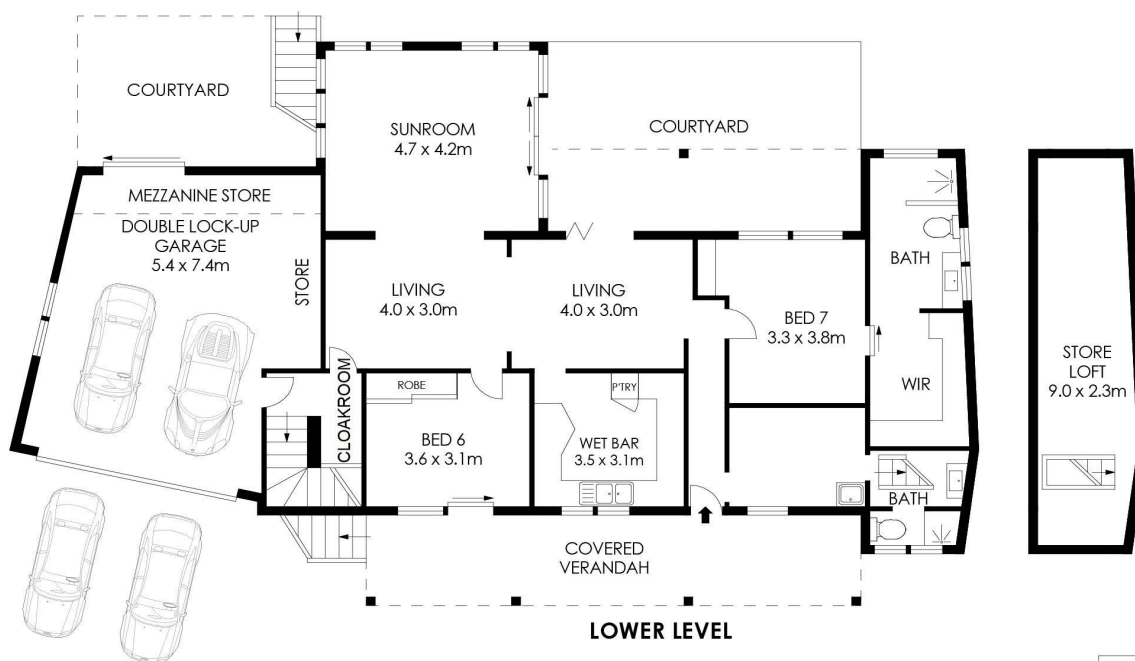 COURTYARD
SUNROOM
4.7 x 4.2m
COURTYARD
MEZZANINE STORE
DOUBLE LOCK-UP
GARAGE
5.4 x 7.4m
STORE
LIVING
4.0 x 3.0m
LIVING
4.0 x 3.0m
BED 7
3.3 x 3.8m
BATH
WIR
STORE
LOFT
9.0 x 2.3m
CLOAKROOM
ROBE
BED 6
3.6 x 3.1m
P'TRY
WET BAR
3.5 x 3.1m
BATH
COVERED
VERANDAH
LOWER LEVEL